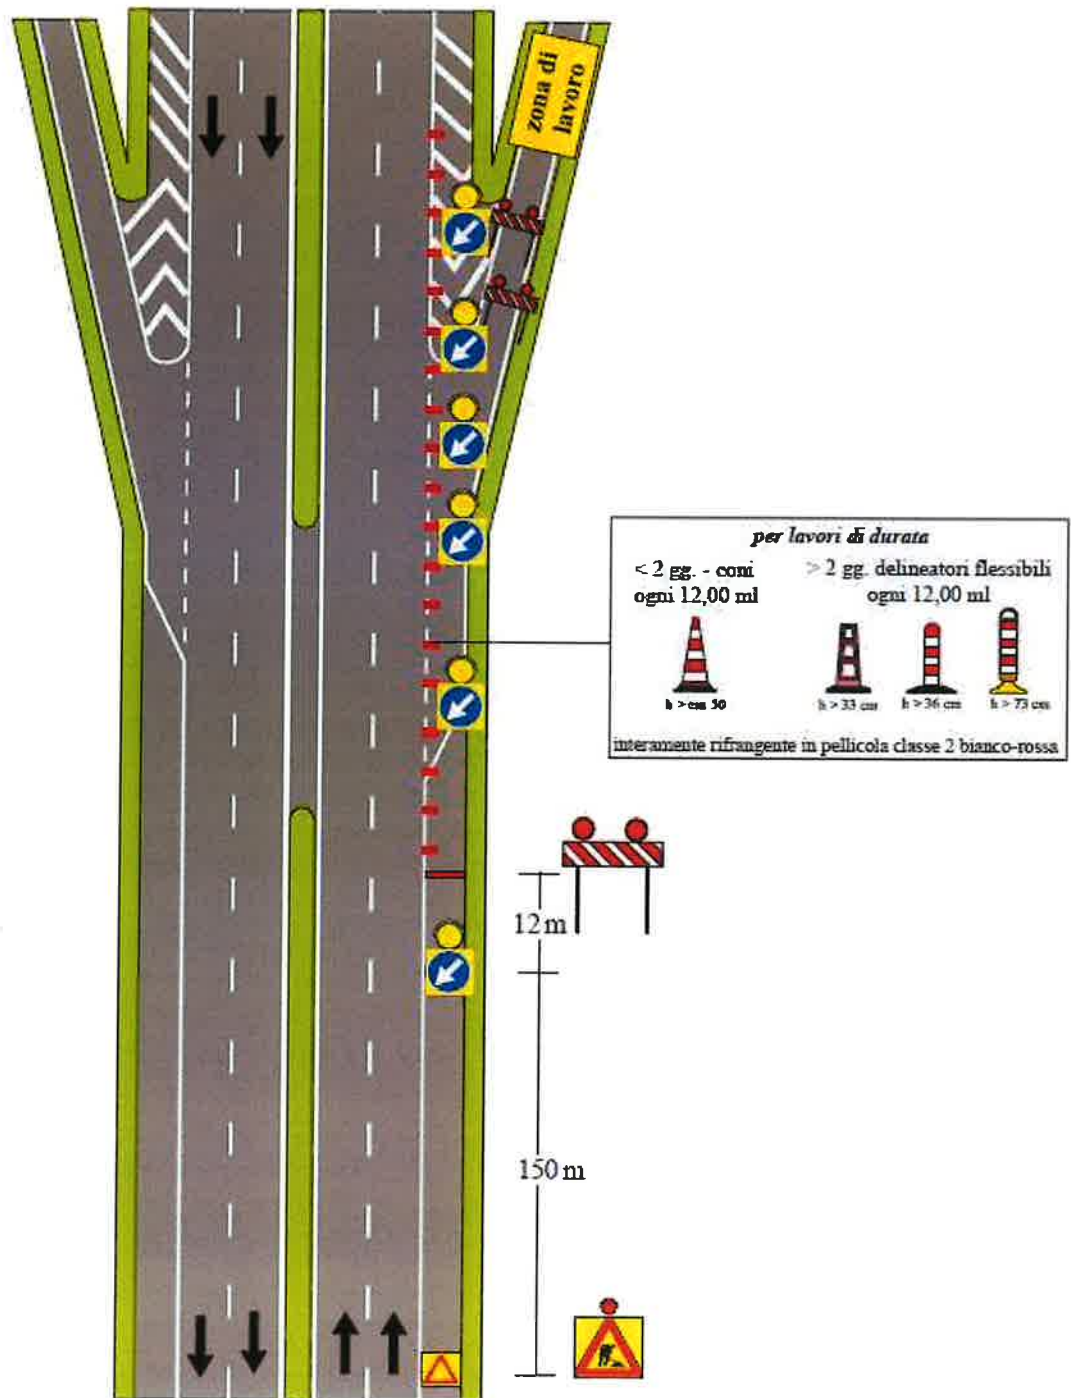 zona di
lavoro
per lavori di durata
< 2 gg. - coni
ogni 12,00 ml
> 2 gg. delineatori flessibili
ogni 12,00 ml
h > cm 50
h > 33 cm
h > 36 cm
h > 73 cm
interamente rifrangente in pellicola classe 2 bianco-rossa
12 m
150 m